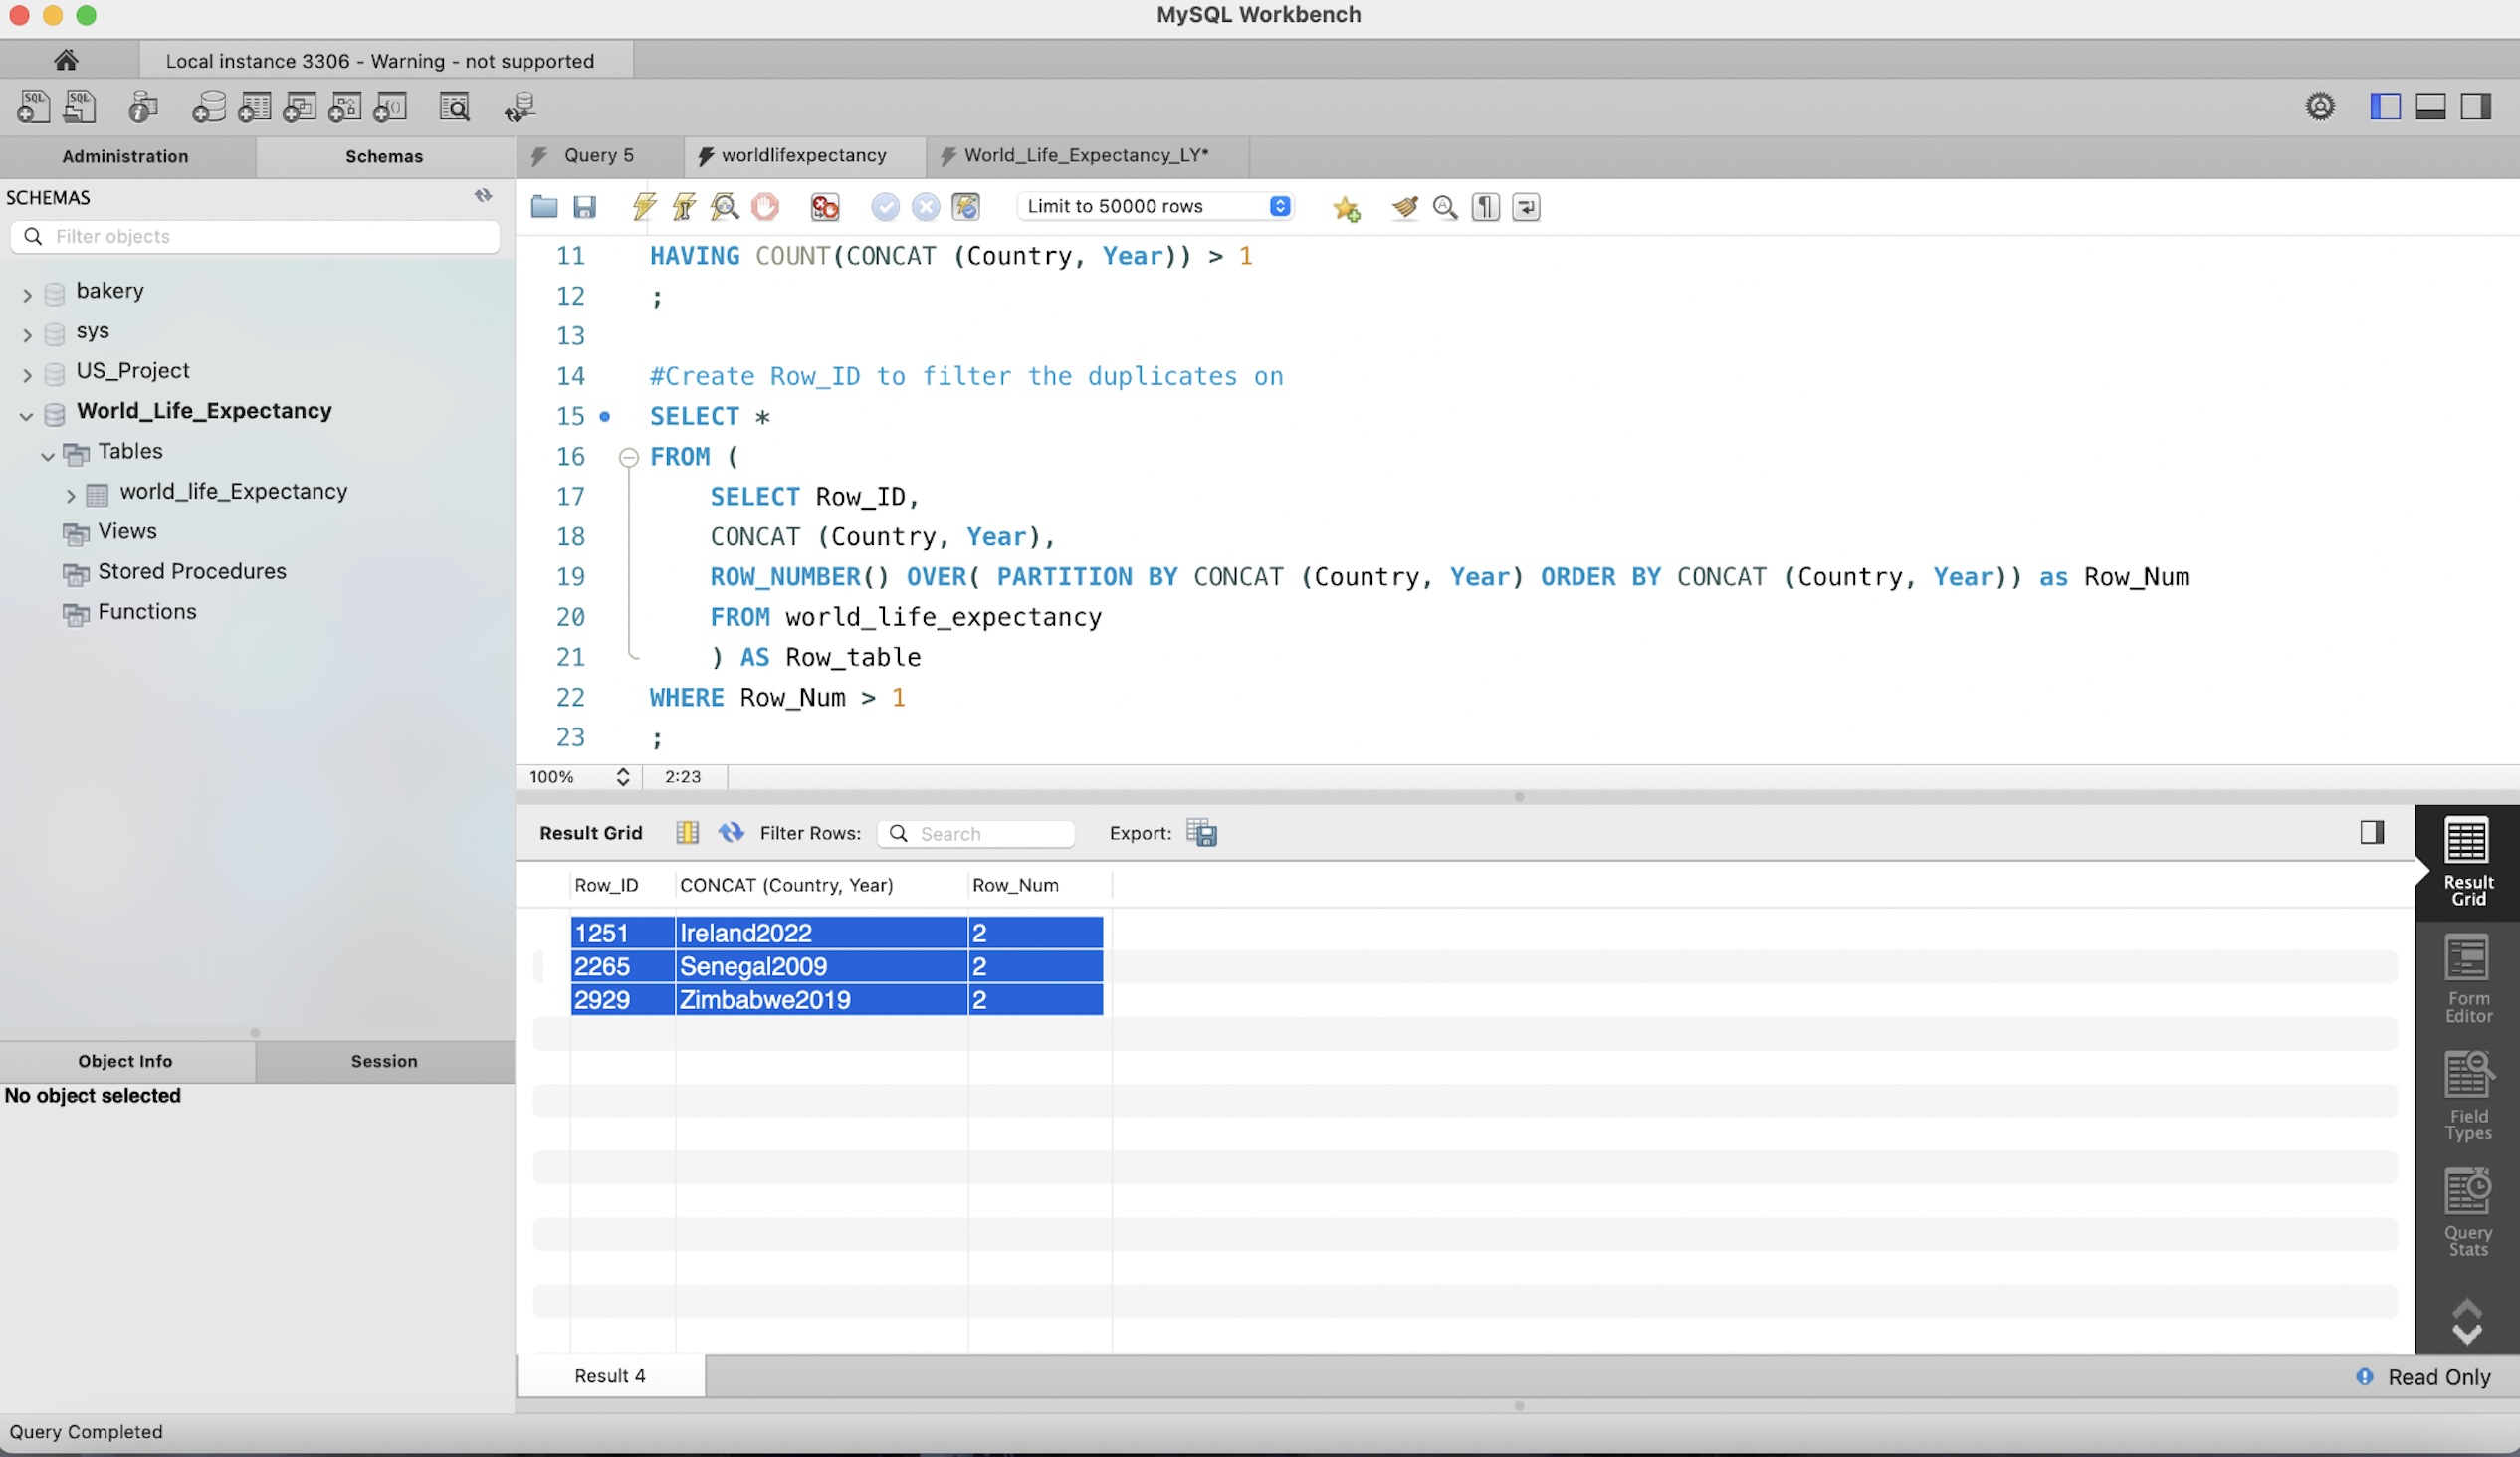 MySQL Workbench
Local instance 3306 - Warning - not supported
SQL SQL
Administration Schemas
Query 5 worldlifexpectancy World_Life_Expectancy_LY*
SCHEMAS
Filter objects
Limit to 50000 rows
bakery
sys
US_Project
World_Life_Expectancy
Tables
world_life_Expectancy
Views
Stored Procedures
Functions
11 HAVING COUNT(CONCAT (Country, Year)) > 1
12 ;
13
14 #Create Row_ID to filter the duplicates on
15 SELECT *
16 FROM (
17 SELECT Row_ID,
18 CONCAT (Country, Year),
19 ROW_NUMBER() OVER( PARTITION BY CONCAT (Country, Year) ORDER BY CONCAT (Country, Year)) as Row_Num
20 FROM world_life_expectancy
21 ) AS Row_table
22 WHERE Row_Num > 1
23 ;
100% 2:23
Result Grid Filter Rows: Search Export:
Row_ID CONCAT (Country, Year) Row_Num
1251 Ireland2022 2
2265 Senegal2009 2
2929 Zimbabwe2019 2
Result
Grid
Form
Editor
Field
Types
Query
Stats
Object Info Session
No object selected
Result 4
Read Only
Query Completed